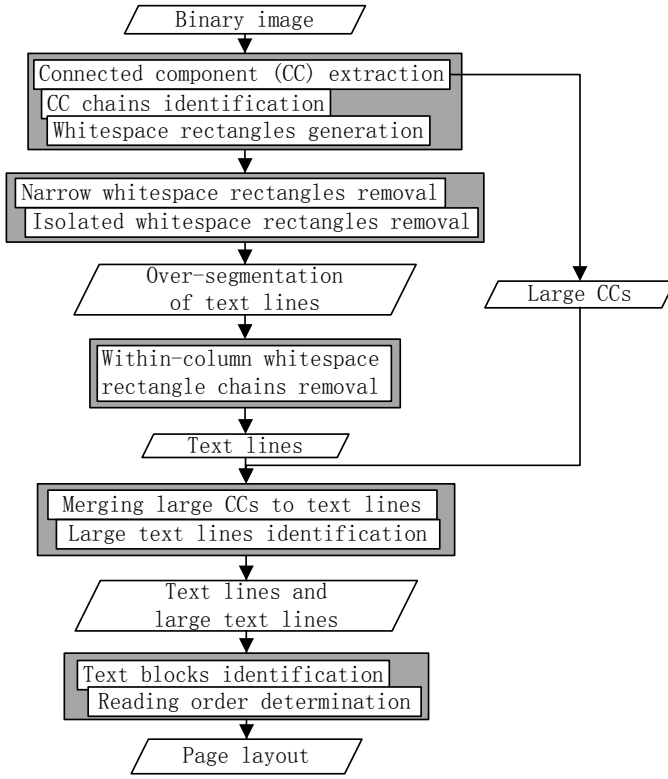 Binary image
Connected component (CC) extraction
CC chains identification
Whitespace rectangles generation
Narrow whitespace rectangles removal
Isolated whitespace rectangles removal
Over-segmentation
of text lines
Large CCs
Within-column whitespace
rectangle chains removal
Text lines
Merging large CCs to text lines
Large text lines identification
Text lines and
large text lines
Text blocks identification
Reading order determination
Page layout